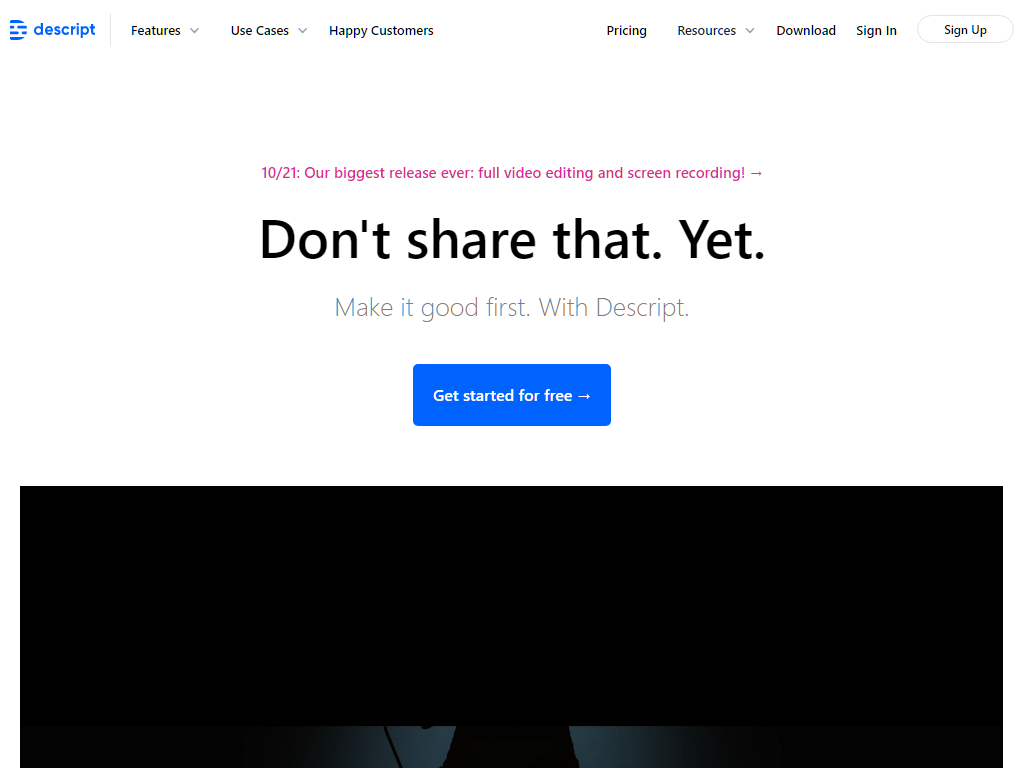 descript
Features
Use Cases
Happy Customers
Pricing
Resources
Download
Sign In
Sign Up
10/21: Our biggest release ever: full video editing and screen recording! →
Don't share that. Yet.
Make it good first. With Descript.
Get started for free →